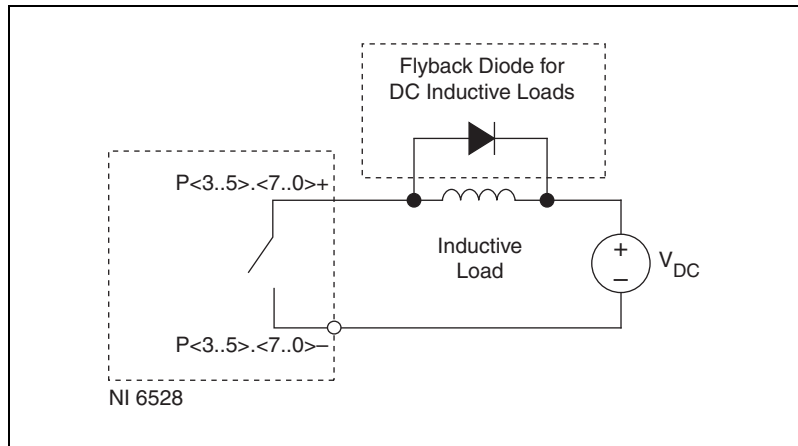 Flyback Diode for
DC Inductive Loads
P<3..5>.<7..0>+
Inductive
Load
+
–
VDC
P<3..5>.<7..0>–
NI 6528